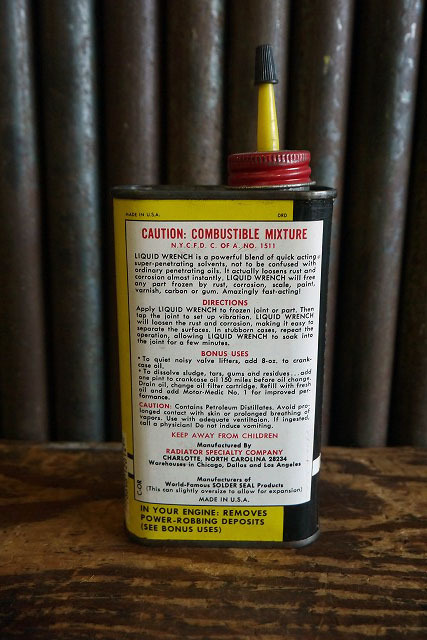 MADE IN U.S.A. DRD
CAUTION: COMBUSTIBLE MIXTURE
N.Y.C.F.D. C. OF A. NO. 1511
LIQUID WRENCH is a powerful blend of quick acting
super-penetrating solvents, not to be confused with
ordinary penetrating oils. It actually loosens rust and
corrosion almost instantly. LIQUID WRENCH will free
any part frozen by rust, corrosion, scale, paint,
varnish, carbon or gum. Amazingly fast-acting!
DIRECTIONS
Apply LIQUID WRENCH to frozen joint or part. Then
tap the joint to set up vibration. LIQUID WRENCH
will loosen the rust and corrosion, making it easy to
separate the surfaces. In stubborn cases, repeat the
operation, allowing LIQUID WRENCH to soak into
the joint for a few minutes.
BONUS USES
• To quiet noisy valve lifters, add 8-oz. to crank-
case oil.
• To dissolve sludge, tars, gums and residues...add
one pint to crankcase oil 150 miles before oil change.
Drain oil, change oil filter cartridge. Refill with fresh
oil and add Motor-Medic No. 1 for improved per-
formance.
CAUTION: Contains Petroleum Distillates. Avoid pro-
longed contact with skin or prolonged breathing of
vapors. Use with adequate ventilation. If ingested,
call a physician! Do not induce vomiting.
KEEP AWAY FROM CHILDREN
Manufactured By
RADIATOR SPECIALTY COMPANY
CHARLOTTE, NORTH CAROLINA 28234
Warehouses in Chicago, Dallas and Los Angeles
Manufacturers of
World-Famous SOLDER SEAL Products
(This can slightly oversize to allow for expansion)
MADE IN U.S.A.
COR
IN YOUR ENGINE: REMOVES
POWER-ROBBING DEPOSITS
(SEE BONUS USES)